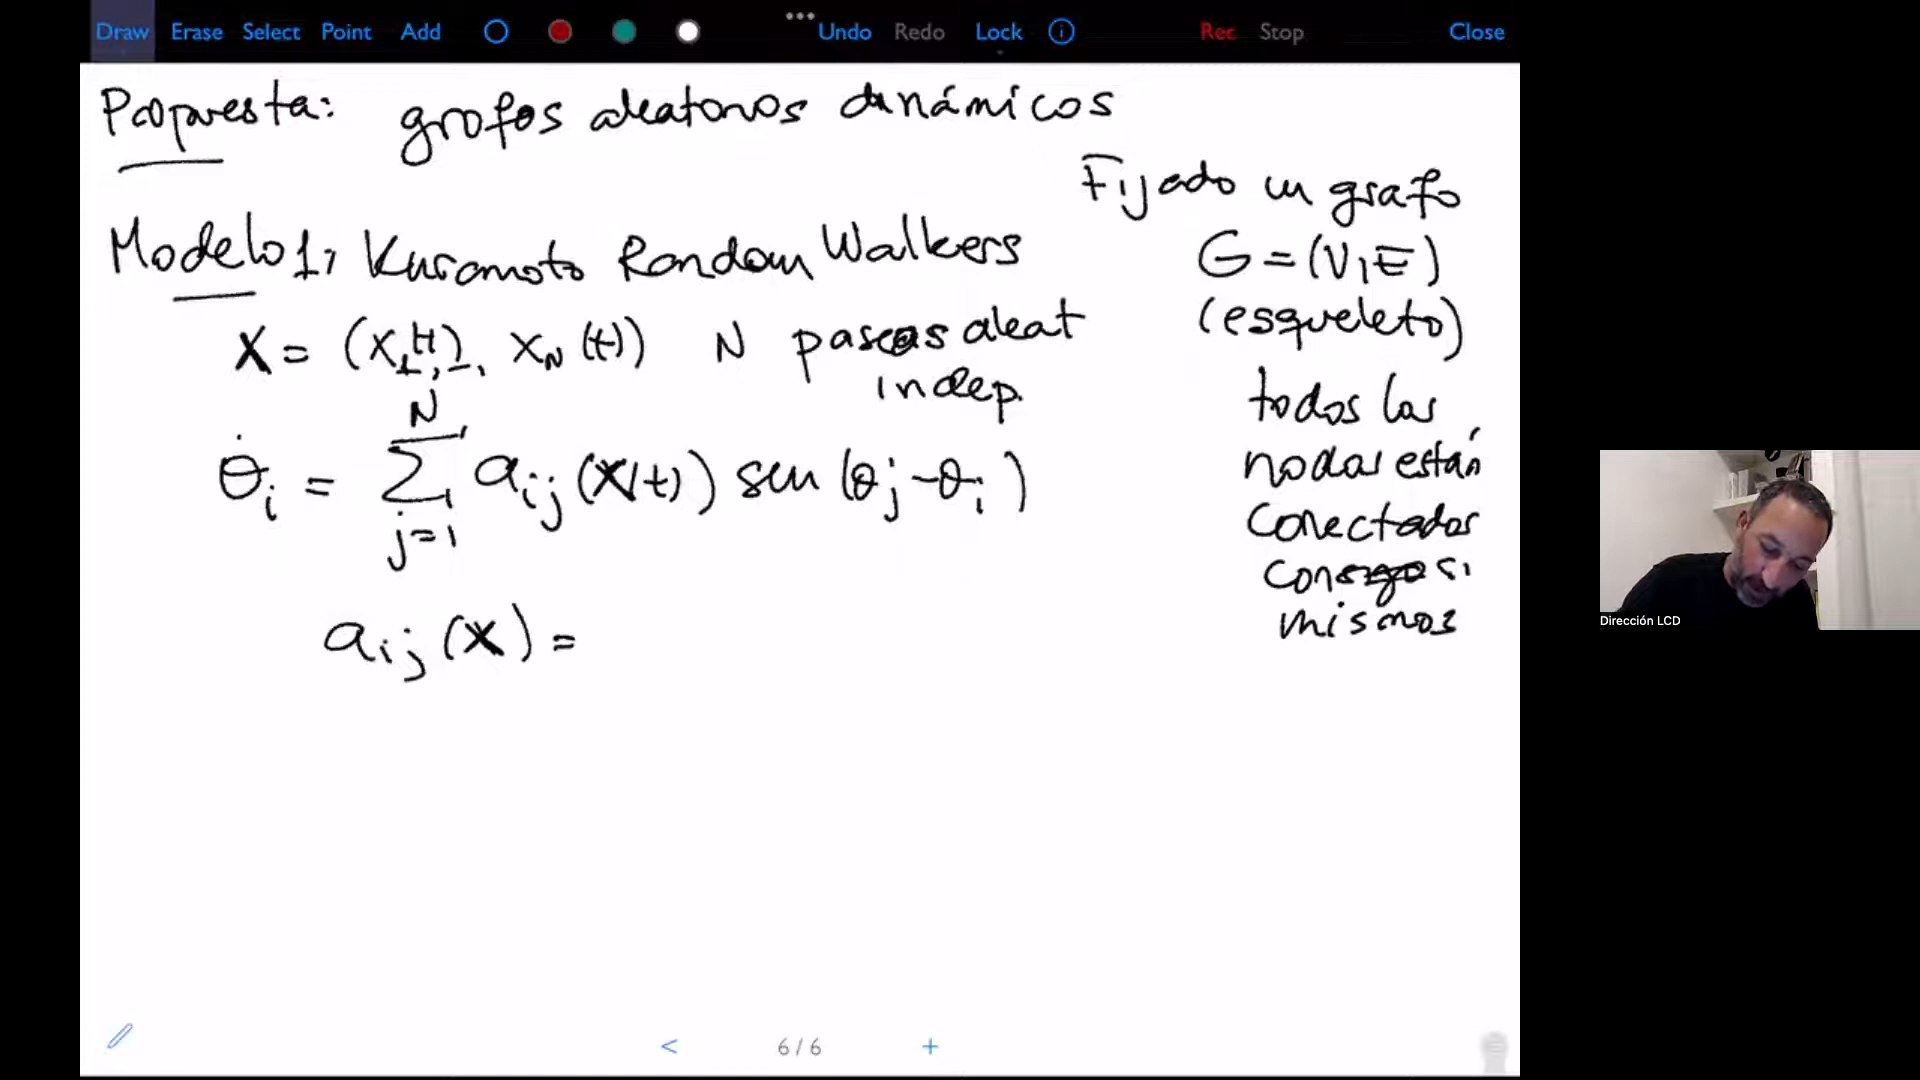 Draw Erase Select Point Add Undo Redo Lock Rec Stop Close
Propuesta: grafos aleatorios dinámicos
Modelo 1: Kuramoto Random Walkers
X = (X₁(t), …, X_N(t)) N paseos aleat
indep.
θ̇ᵢ = ∑_{j=1}^{N} aᵢⱼ(X(t)) sen(θⱼ-θᵢ)
aᵢⱼ(X) =
Fijado un grafo
G = (V,E)
(esqueleto)
todos los
nodos están
conectados
consigo si
mismos
Dirección LCD
< 6/6 +